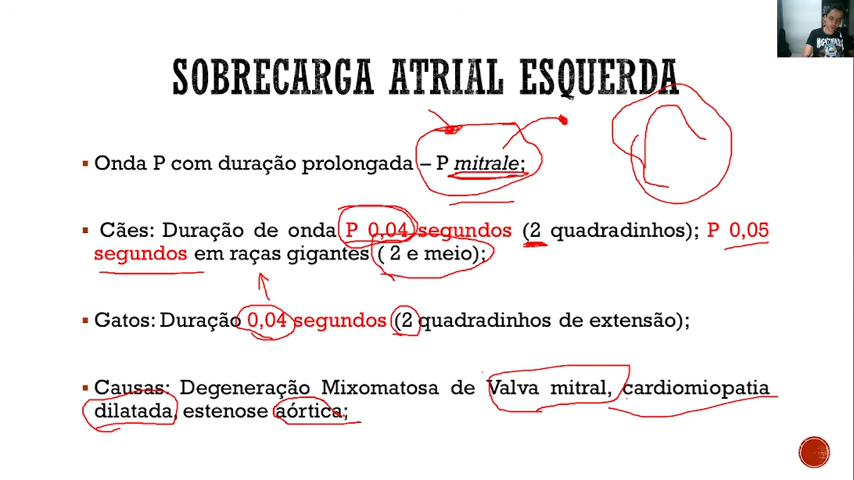 SOBRECARGA ATRIAL ESQUERDA
▪ Onda P com duração prolongada – P mitrale;
▪ Cães: Duração de onda P 0,04 segundos (2 quadradinhos); P 0,05
segundos em raças gigantes ( 2 e meio);
▪ Gatos: Duração 0,04 segundos (2 quadradinhos de extensão);
▪ Causas: Degeneração Mixomatosa de Valva mitral, cardiomiopatia
dilatada, estenose aórtica;